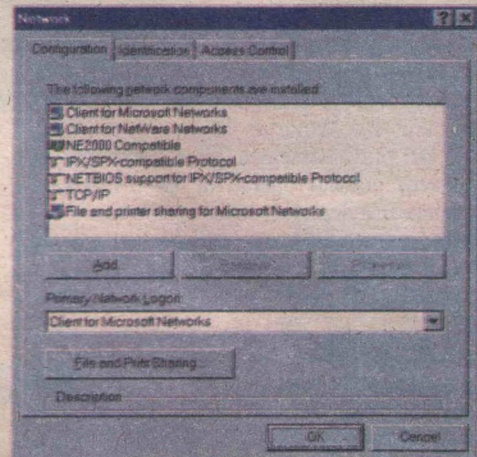 Network
Configuration Identification Access Control
The following network components are installed:
Client for Microsoft Networks
Client for NetWare Networks
NE2000 Compatible
IPX/SPX-compatible Protocol
NETBIOS support for IPX/SPX-compatible Protocol
TCP/IP
File and printer sharing for Microsoft Networks
Add... Remove Properties
Primary Network Logon:
Client for Microsoft Networks
File and Print Sharing...
Description
OK Cancel